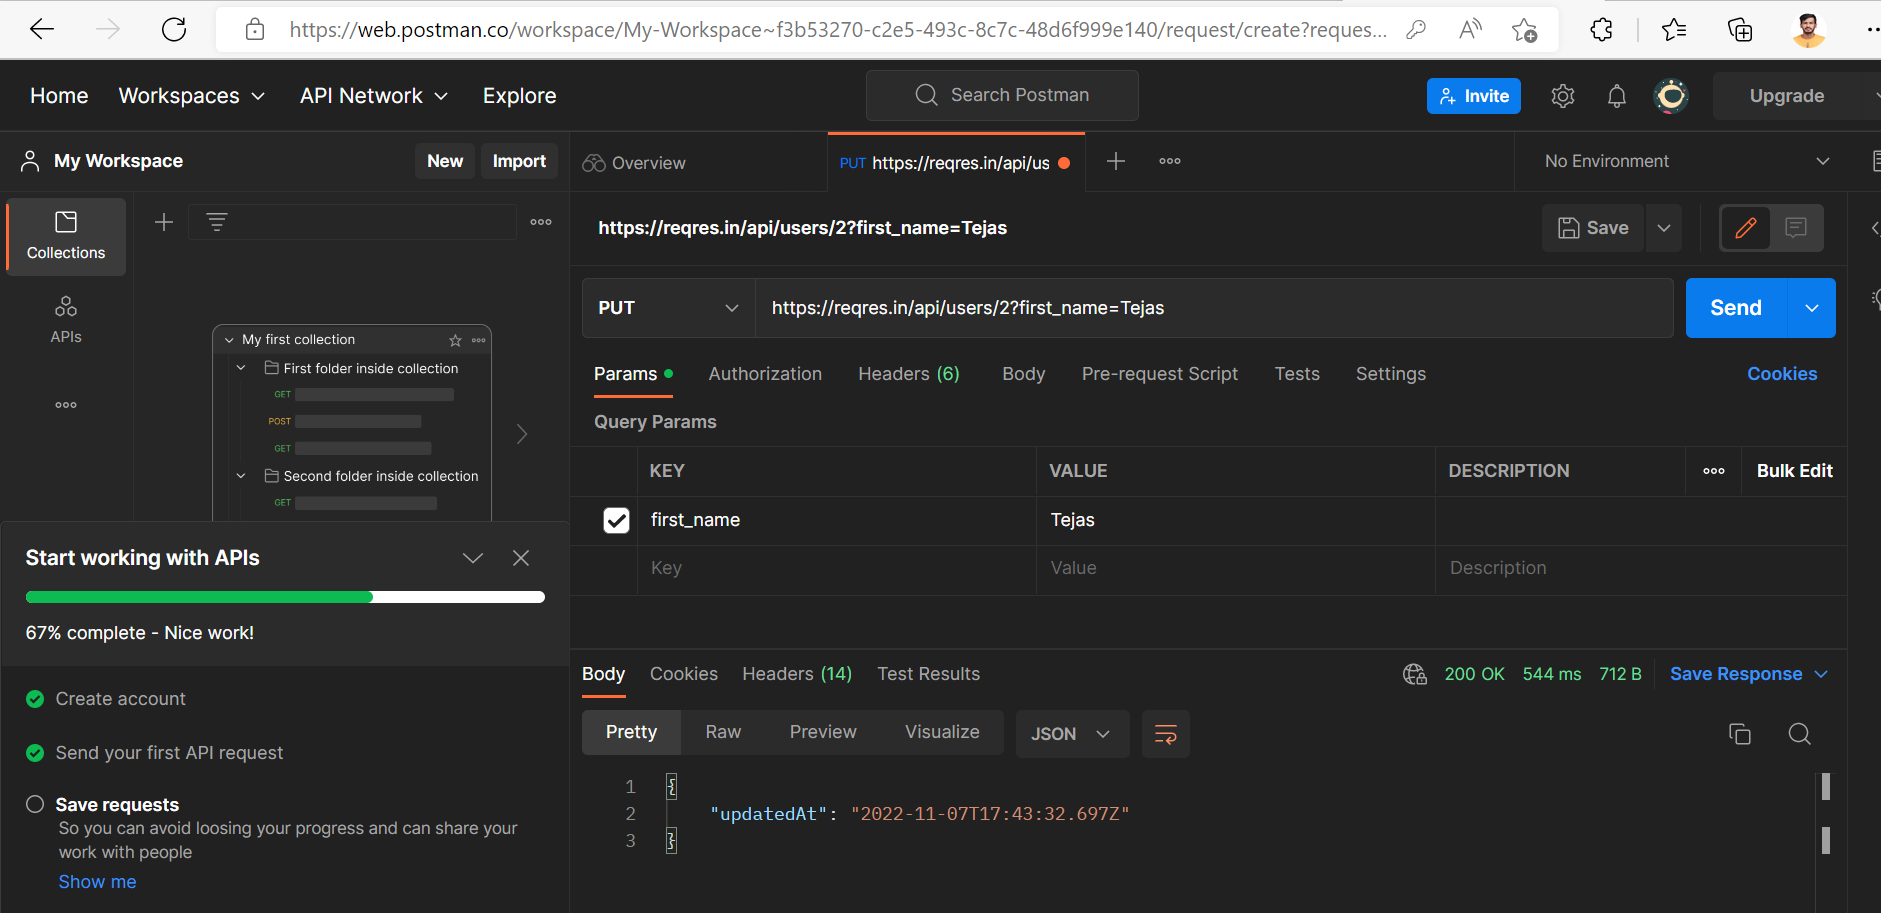 https://web.postman.co/workspace/My-Workspace~f3b53270-c2e5-493c-8c7c-48d6f999e140/request/create?reques...
Home Workspaces API Network Explore
Search Postman
Invite
Upgrade
My Workspace
New Import
Overview
PUT https://reqres.in/api/us
No Environment
Collections
APIs
My first collection
First folder inside collection
GET
POST
GET
Second folder inside collection
GET
Start working with APIs
67% complete - Nice work!
Create account
Send your first API request
Save requests
So you can avoid loosing your progress and can share your
work with people
Show me
https://reqres.in/api/users/2?first_name=Tejas
Save
PUT https://reqres.in/api/users/2?first_name=Tejas
Send
Params Authorization Headers (6) Body Pre-request Script Tests Settings Cookies
Query Params
KEY VALUE DESCRIPTION Bulk Edit
first_name Tejas
Key Value Description
Body Cookies Headers (14) Test Results
200 OK 544 ms 712 B Save Response
Pretty Raw Preview Visualize JSON
1 {
2 "updatedAt": "2022-11-07T17:43:32.697Z"
3 }